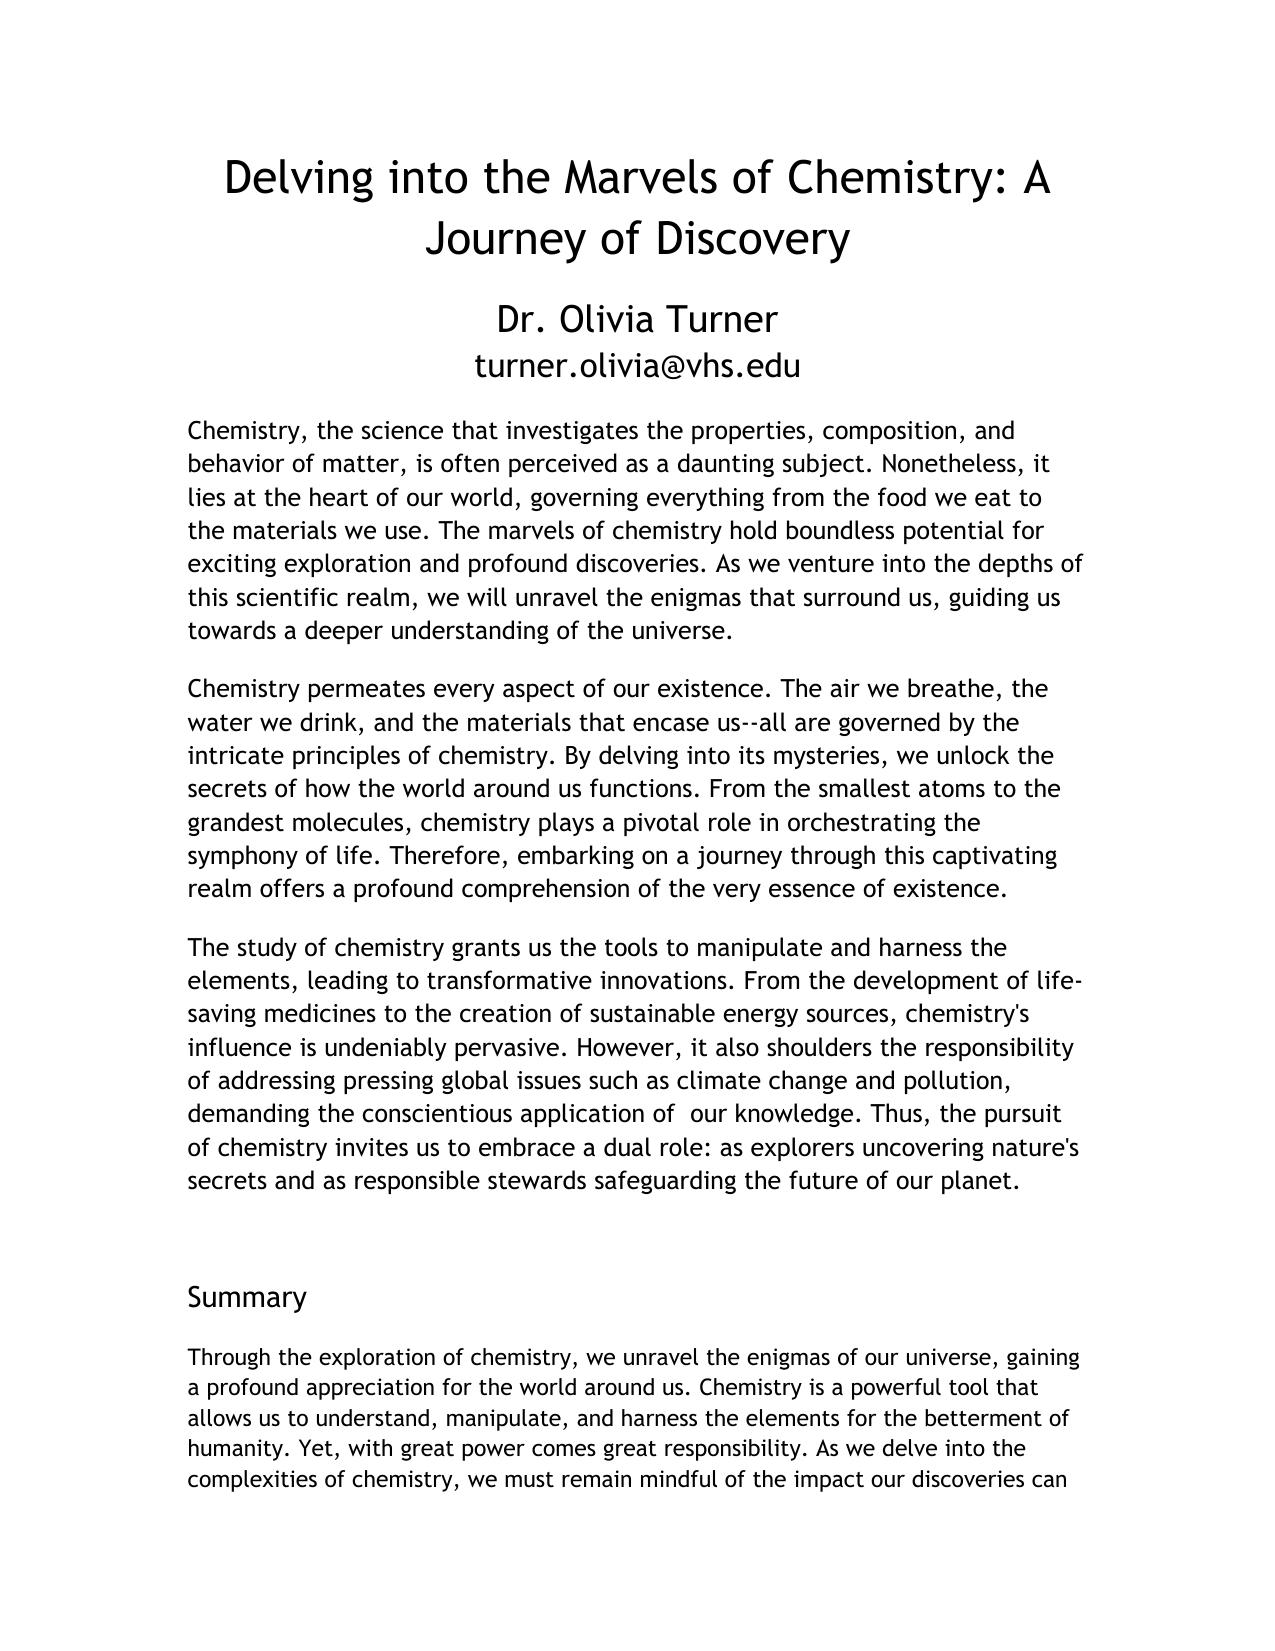 Delving into the Marvels of Chemistry: A
Journey of Discovery
Dr. Olivia Turner
turner.olivia@vhs.edu
Chemistry, the science that investigates the properties, composition, and
behavior of matter, is often perceived as a daunting subject. Nonetheless, it
lies at the heart of our world, governing everything from the food we eat to
the materials we use. The marvels of chemistry hold boundless potential for
exciting exploration and profound discoveries. As we venture into the depths of
this scientific realm, we will unravel the enigmas that surround us, guiding us
towards a deeper understanding of the universe.
Chemistry permeates every aspect of our existence. The air we breathe, the
water we drink, and the materials that encase us--all are governed by the
intricate principles of chemistry. By delving into its mysteries, we unlock the
secrets of how the world around us functions. From the smallest atoms to the
grandest molecules, chemistry plays a pivotal role in orchestrating the
symphony of life. Therefore, embarking on a journey through this captivating
realm offers a profound comprehension of the very essence of existence.
The study of chemistry grants us the tools to manipulate and harness the
elements, leading to transformative innovations. From the development of life-
saving medicines to the creation of sustainable energy sources, chemistry's
influence is undeniably pervasive. However, it also shoulders the responsibility
of addressing pressing global issues such as climate change and pollution,
demanding the conscientious application of  our knowledge. Thus, the pursuit
of chemistry invites us to embrace a dual role: as explorers uncovering nature's
secrets and as responsible stewards safeguarding the future of our planet.
Summary
Through the exploration of chemistry, we unravel the enigmas of our universe, gaining
a profound appreciation for the world around us. Chemistry is a powerful tool that
allows us to understand, manipulate, and harness the elements for the betterment of
humanity. Yet, with great power comes great responsibility. As we delve into the
complexities of chemistry, we must remain mindful of the impact our discoveries can